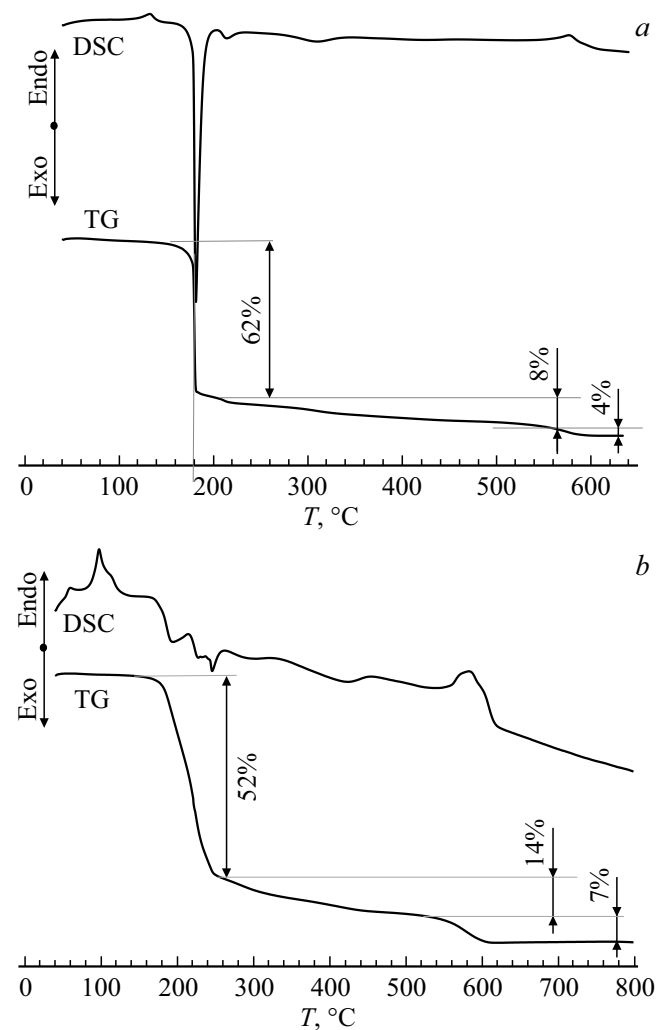 a
DSC
Endo
Exo
TG
62%
8%
4%
0 100 200 300 400 500 600
T, °C
b
DSC
Endo
Exo
TG
52%
14%
7%
0 100 200 300 400 500 600 700 800
T, °C